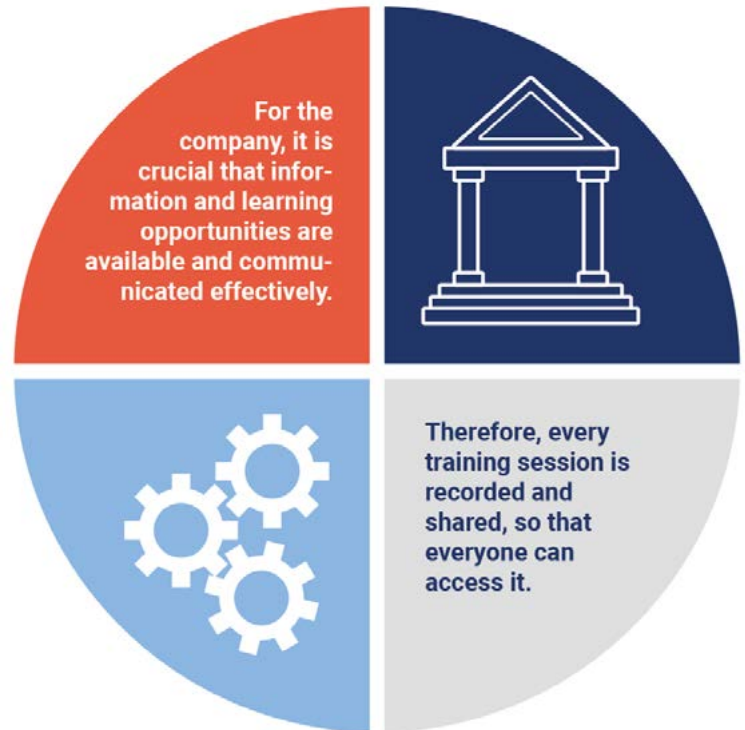 For the
company, it is
crucial that infor-
mation and learning
opportunities are
available and commu-
nicated effectively.
Therefore, every
training session is
recorded and
shared, so that
everyone can
access it.